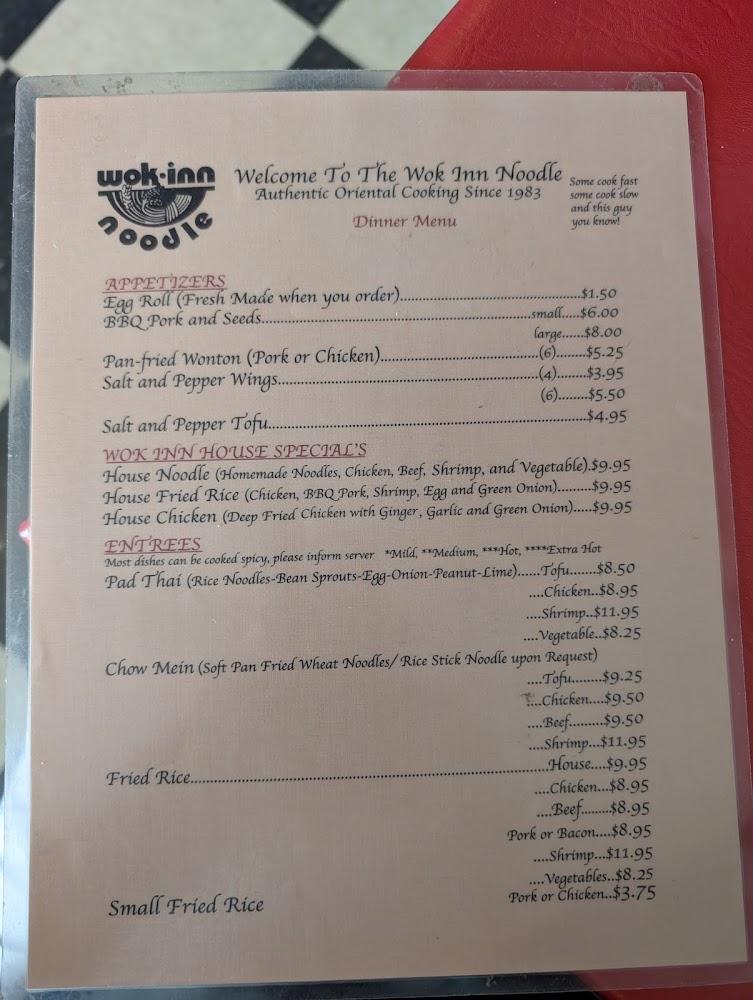 wok-inn
noodle
Welcome To The Wok Inn Noodle
Authentic Oriental Cooking Since 1983
Dinner Menu
Some cook fast
some cook slow
and this guy
you know!
APPETIZERS
Egg Roll (Fresh Made when you order)....................................$1.50
BBQ Pork and Seeds.......................................................small.....$6.00
large......$8.00
Pan-fried Wonton (Pork or Chicken)................................(6)........$5.25
Salt and Pepper Wings....................................................(4)........$3.95
(6)........$5.50
Salt and Pepper Tofu.....................................................................$4.95
WOK INN HOUSE SPECIAL'S
House Noodle (Homemade Noodles, Chicken, Beef, Shrimp, and Vegetable).$9.95
House Fried Rice (Chicken, BBQ Pork, Shrimp, Egg and Green Onion).........$9.95
House Chicken (Deep Fried Chicken with Ginger, Garlic and Green Onion).....$9.95
ENTREES
Most dishes can be cooked spicy, please inform server *Mild, **Medium, ***Hot, ****Extra Hot
Pad Thai (Rice Noodles-Bean Sprouts-Egg-Onion-Peanut-Lime)......Tofu.......$8.50
....Chicken..$8.95
....Shrimp...$11.95
....Vegetable..$8.25
Chow Mein (Soft Pan Fried Wheat Noodles/ Rice Stick Noodle upon Request)
....Tofu........$9.25
....Chicken....$9.50
....Beef.........$9.50
....Shrimp...$11.95
Fried Rice..............................................................................House....$9.95
....Chicken...$8.95
....Beef........$8.95
Pork or Bacon....$8.95
....Shrimp...$11.95
....Vegetables..$8.25
Small Fried Rice Pork or Chicken...$3.75